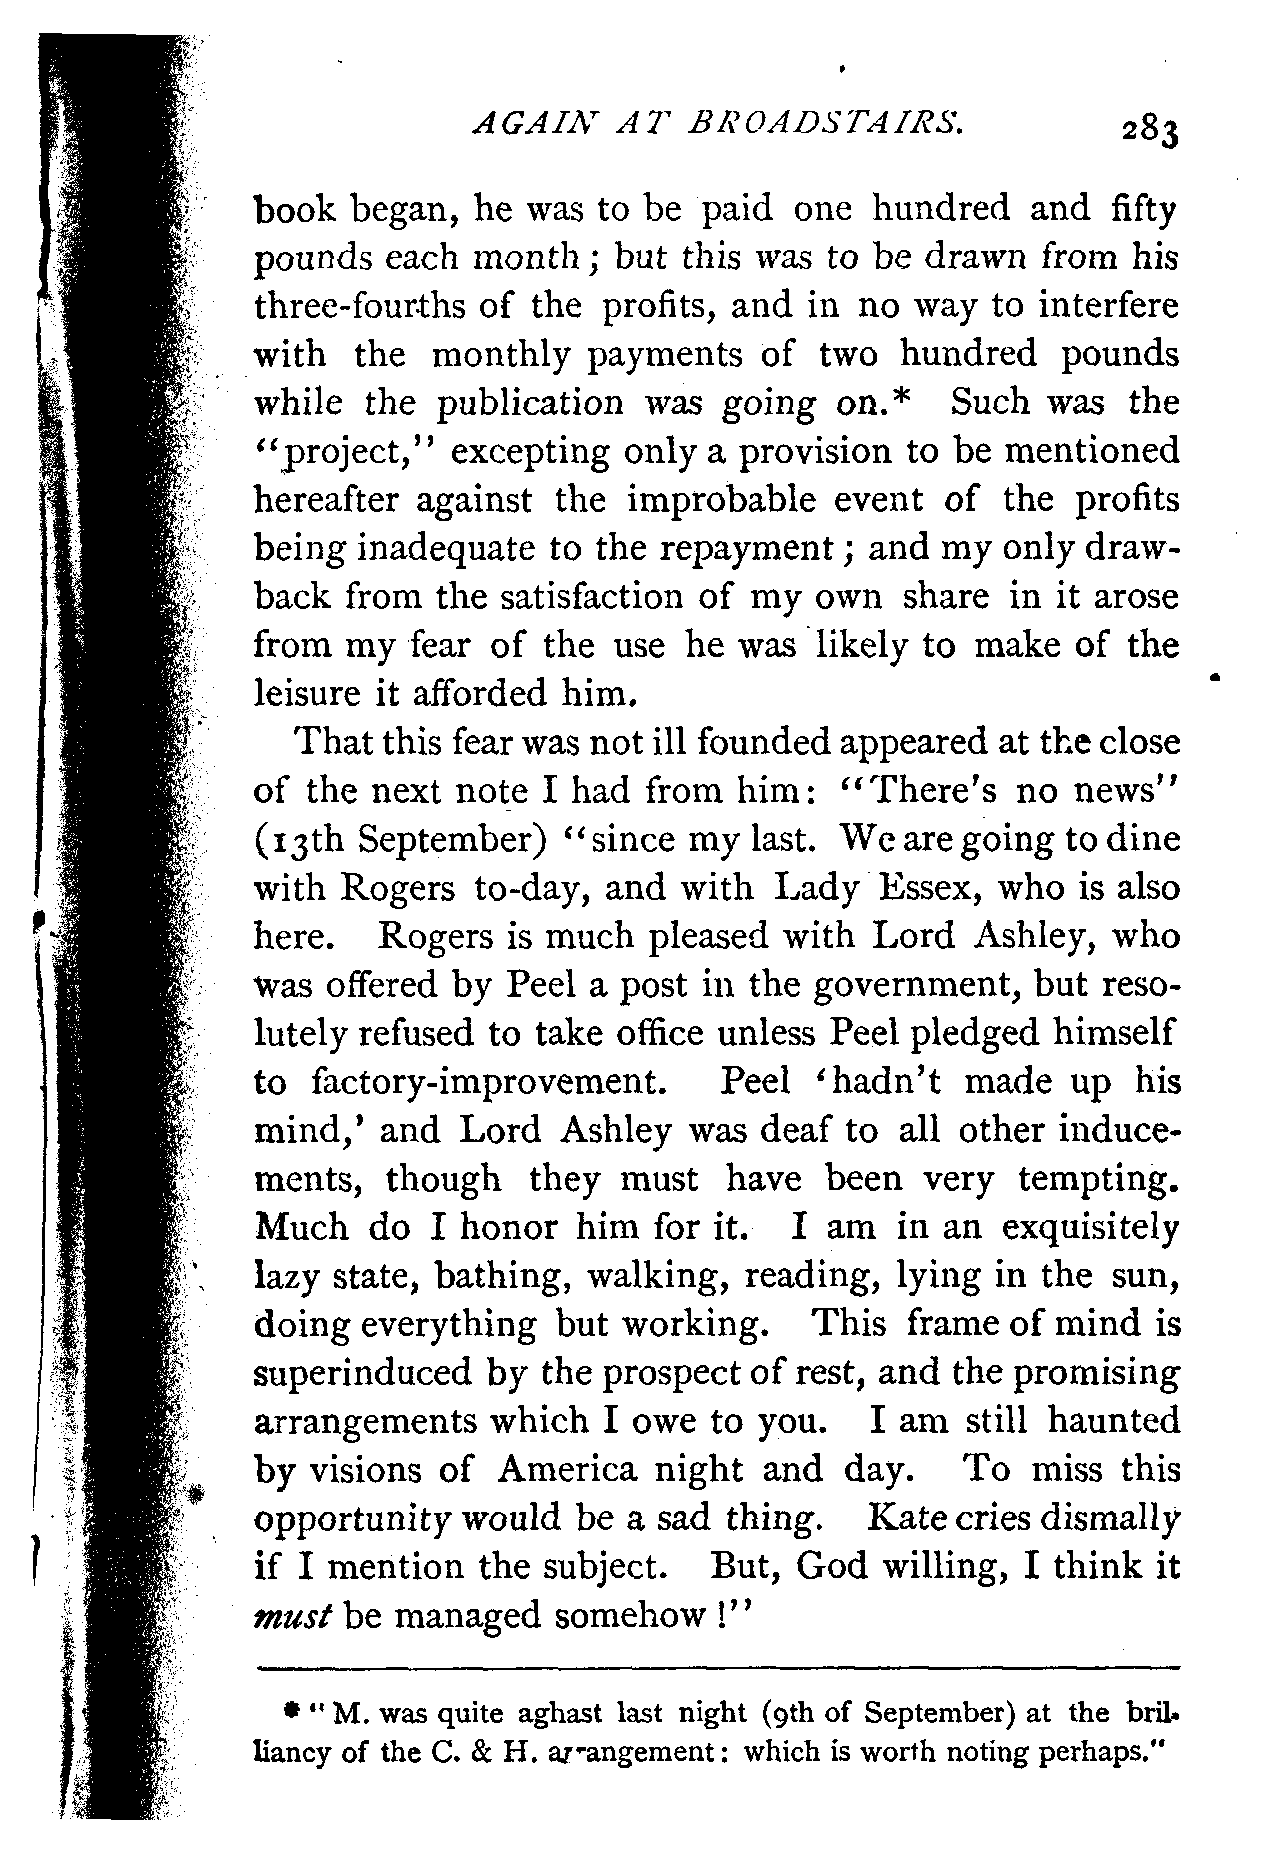 AGAIN AT BROADSTAIRS. 283
book began, he was to be paid one hundred and fifty
pounds each month; but this was to be drawn from his
three-fourths of the profits, and in no way to interfere
with the monthly payments of two hundred pounds
while the publication was going on.* Such was the
"project," excepting only a provision to be mentioned
hereafter against the improbable event of the profits
being inadequate to the repayment; and my only draw-
back from the satisfaction of my own share in it arose
from my fear of the use he was likely to make of the
leisure it afforded him.
That this fear was not ill founded appeared at the close
of the next note I had from him: "There's no news"
(13th September) "since my last. We are going to dine
with Rogers to-day, and with Lady Essex, who is also
here. Rogers is much pleased with Lord Ashley, who
was offered by Peel a post in the government, but reso-
lutely refused to take office unless Peel pledged himself
to factory-improvement. Peel 'hadn't made up his
mind,' and Lord Ashley was deaf to all other induce-
ments, though they must have been very tempting.
Much do I honor him for it. I am in an exquisitely
lazy state, bathing, walking, reading, lying in the sun,
doing everything but working. This frame of mind is
superinduced by the prospect of rest, and the promising
arrangements which I owe to you. I am still haunted
by visions of America night and day. To miss this
opportunity would be a sad thing. Kate cries dismally
if I mention the subject. But, God willing, I think it
must be managed somehow!"
* "M. was quite aghast last night (9th of September) at the bril-
liancy of the C. & H. arrangement: which is worth noting perhaps."